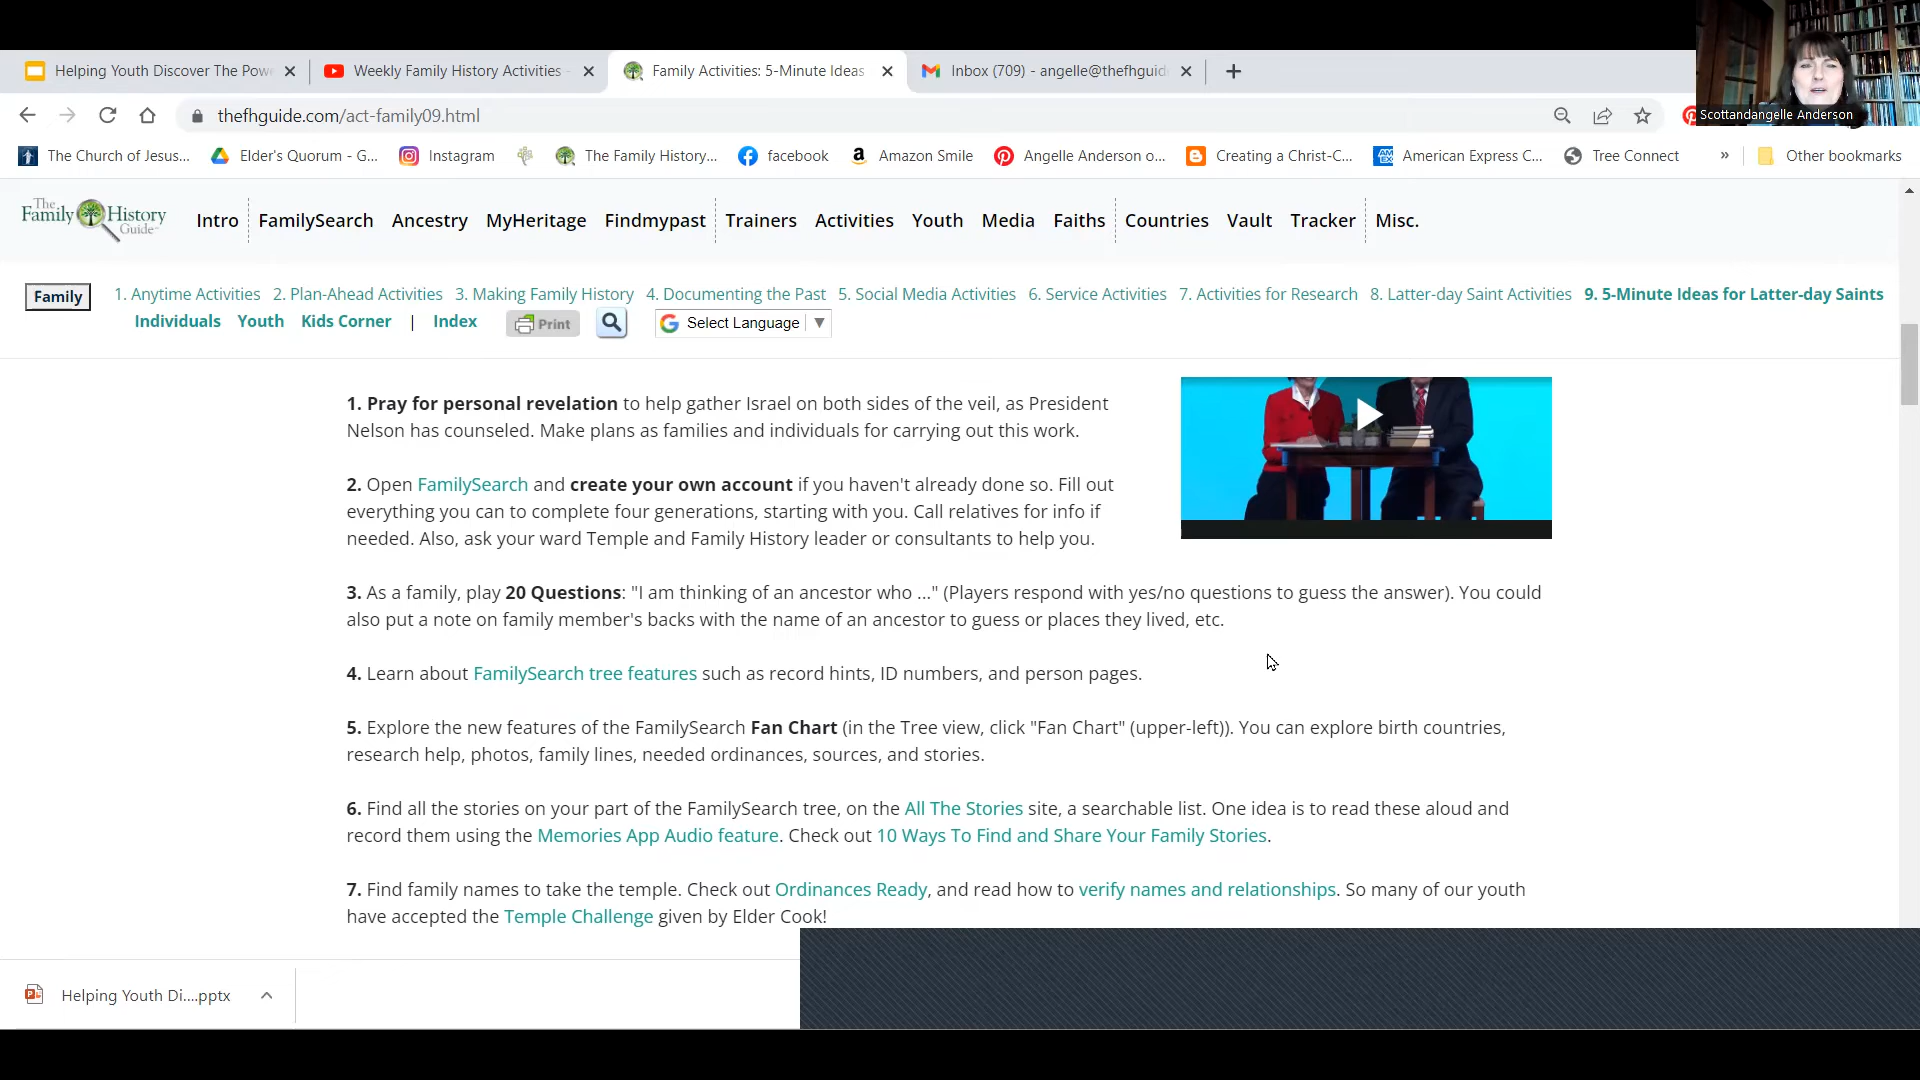 Helping Youth Discover The Powe
Weekly Family History Activities -
Family Activities: 5-Minute Ideas
Inbox (709) - angelle@thefhguid
Scottandangelle Anderson
thefhguide.com/act-family09.html
The Church of Jesus...
Elder's Quorum - G...
Instagram
The Family History...
facebook
Amazon Smile
Angelle Anderson o...
Creating a Christ-C...
American Express C...
Tree Connect
»
Other bookmarks
The
Family History
Guide
Intro FamilySearch Ancestry MyHeritage Findmypast Trainers Activities Youth Media Faiths Countries Vault Tracker Misc.
Family 1. Anytime Activities 2. Plan-Ahead Activities 3. Making Family History 4. Documenting the Past 5. Social Media Activities 6. Service Activities 7. Activities for Research 8. Latter-day Saint Activities 9. 5-Minute Ideas for Latter-day Saints
Individuals Youth Kids Corner | Index Print Select Language ▼
1. Pray for personal revelation to help gather Israel on both sides of the veil, as President
Nelson has counseled. Make plans as families and individuals for carrying out this work.
2. Open FamilySearch and create your own account if you haven't already done so. Fill out
everything you can to complete four generations, starting with you. Call relatives for info if
needed. Also, ask your ward Temple and Family History leader or consultants to help you.
3. As a family, play 20 Questions: "I am thinking of an ancestor who ..." (Players respond with yes/no questions to guess the answer). You could
also put a note on family member's backs with the name of an ancestor to guess or places they lived, etc.
4. Learn about FamilySearch tree features such as record hints, ID numbers, and person pages.
5. Explore the new features of the FamilySearch Fan Chart (in the Tree view, click "Fan Chart" (upper-left)). You can explore birth countries,
research help, photos, family lines, needed ordinances, sources, and stories.
6. Find all the stories on your part of the FamilySearch tree, on the All The Stories site, a searchable list. One idea is to read these aloud and
record them using the Memories App Audio feature. Check out 10 Ways To Find and Share Your Family Stories.
7. Find family names to take the temple. Check out Ordinances Ready, and read how to verify names and relationships. So many of our youth
have accepted the Temple Challenge given by Elder Cook!
Helping Youth Di....pptx